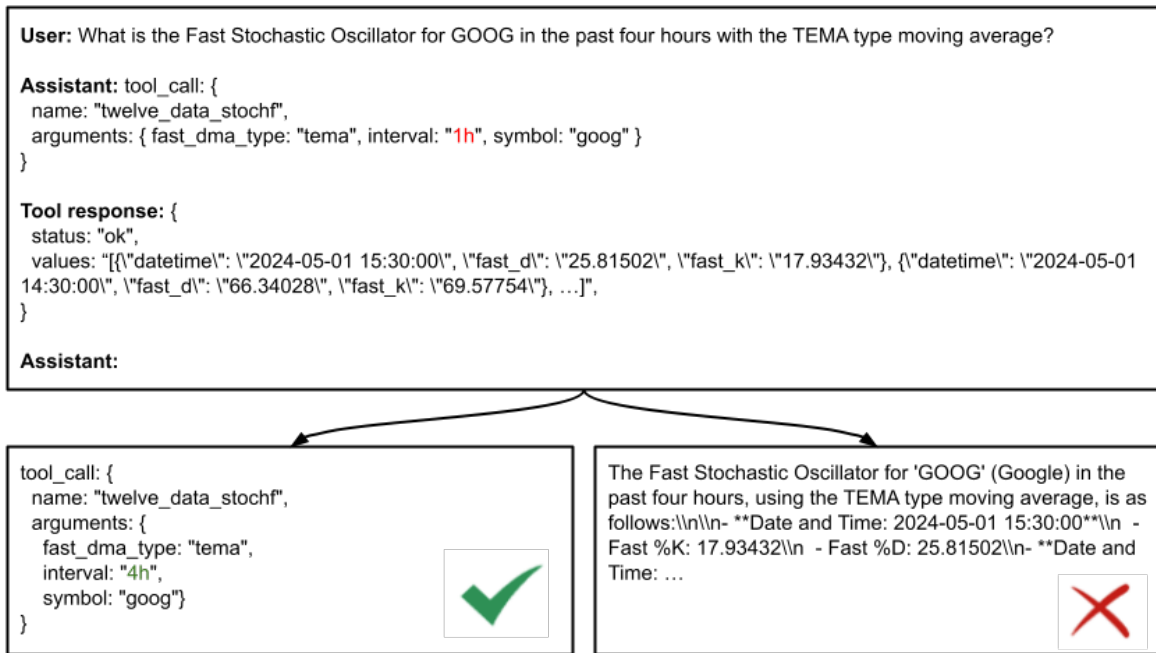 User: What is the Fast Stochastic Oscillator for GOOG in the past four hours with the TEMA type moving average?
Assistant: tool_call: {
name: "twelve_data_stochf",
arguments: { fast_dma_type: "tema", interval: "1h", symbol: "goog" }
}
Tool response: {
status: "ok",
values: “[{\"datetime\": \"2024-05-01 15:30:00\", \"fast_d\": \"25.81502\", \"fast_k\": \"17.93432\"}, {\"datetime\": \"2024-05-01
14:30:00\", \"fast_d\": \"66.34028\", \"fast_k\": \"69.57754\"}, …]",
}
Assistant:
tool_call: {
name: "twelve_data_stochf",
arguments: {
fast_dma_type: "tema",
interval: "4h",
symbol: "goog"}
}
The Fast Stochastic Oscillator for 'GOOG' (Google) in the
past four hours, using the TEMA type moving average, is as
follows:\\n\\n- **Date and Time: 2024-05-01 15:30:00**\\n -
Fast %K: 17.93432\\n - Fast %D: 25.81502\\n- **Date and
Time: …